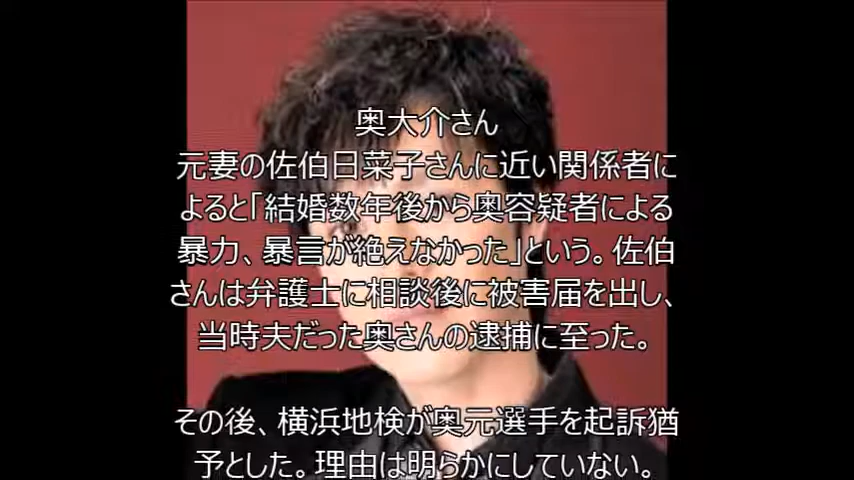 奥大介さん
元妻の佐伯日菜子さんに近い関係者に
よると「結婚数年後から奥容疑者による
暴力、暴言が絶えなかった」という。佐伯
さんは弁護士に相談後に被害届を出し、
当時夫だった奥さんの逮捕に至った。
その後、横浜地検が奥元選手を起訴猶
予とした。理由は明らかにしていない。